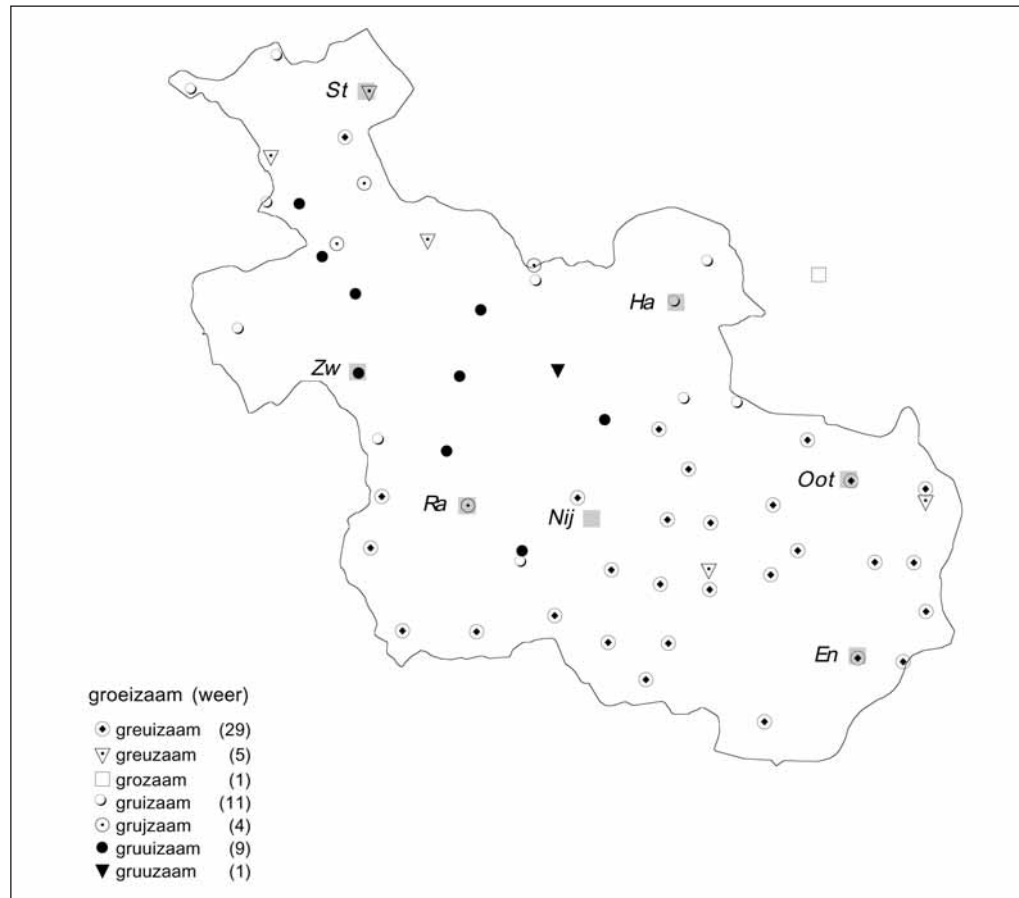 St
Ha
Zw
Oot
Ra
Nij
En
groeizaam (weer)
greuizaam (29)
greuzaam (5)
grozaam (1)
gruizaam (11)
grujzaam (4)
gruuizaam (9)
gruuzaam (1)